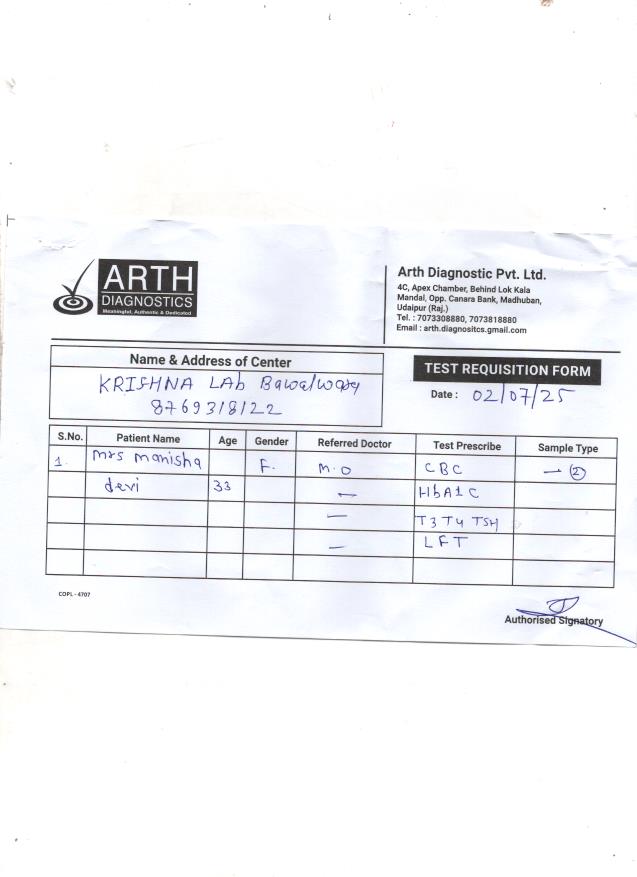 ARTH
DIAGNOSTICS
Meaningful, Authentic & Dedicated
Arth Diagnostic Pvt. Ltd.
4C, Apex Chamber, Behind Lok Kala
Mandal, Opp. Canara Bank, Madhuban,
Udaipur (Raj.)
Tel. : 7073308880, 7073818880
Email : arth.diagnositcs.gmail.com
Name & Address of Center
KRISHNA LAb
8769318122
TEST REQUISITION FORM
Date : 02/07/25
S.No. Patient Name Age Gender Referred Doctor Test Prescribe Sample Type
1. mrs manisha F. M.O CBC — (2)
devi 33 — HbA1C
— T3 T4 TSH
— LFT
COPL - 4707
Authorised Signatory